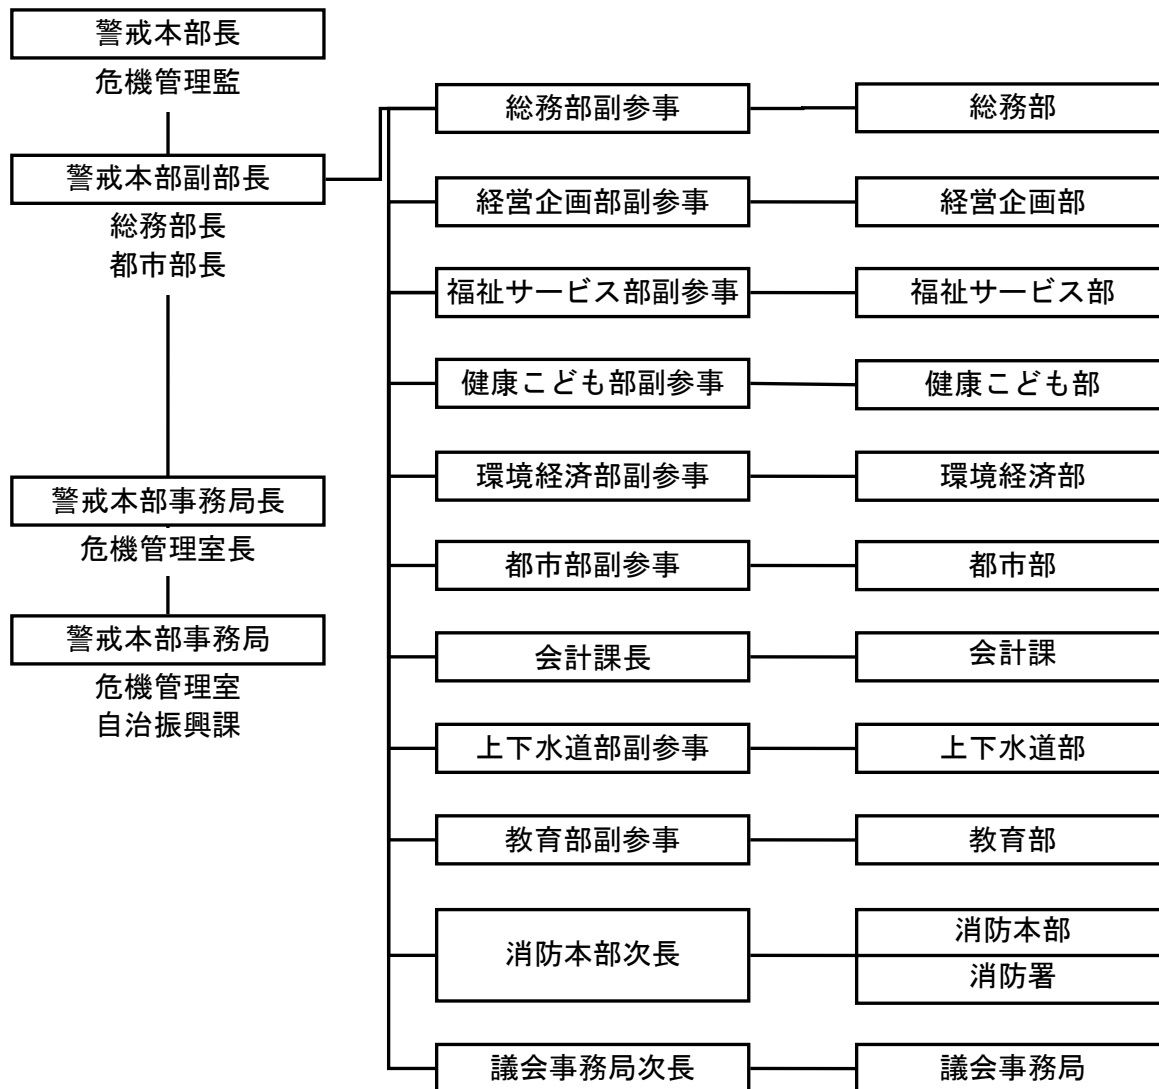 警戒本部長
危機管理監
警戒本部副部長
総務部長
都市部長
警戒本部事務局長
危機管理室長
警戒本部事務局
危機管理室
自治振興課
総務部副参事
総務部
経営企画部副参事
経営企画部
福祉サービス部副参事
福祉サービス部
健康こども部副参事
健康こども部
環境経済部副参事
環境経済部
都市部副参事
都市部
会計課長
会計課
上下水道部副参事
上下水道部
教育部副参事
教育部
消防本部次長
消防本部
消防署
議会事務局次長
議会事務局